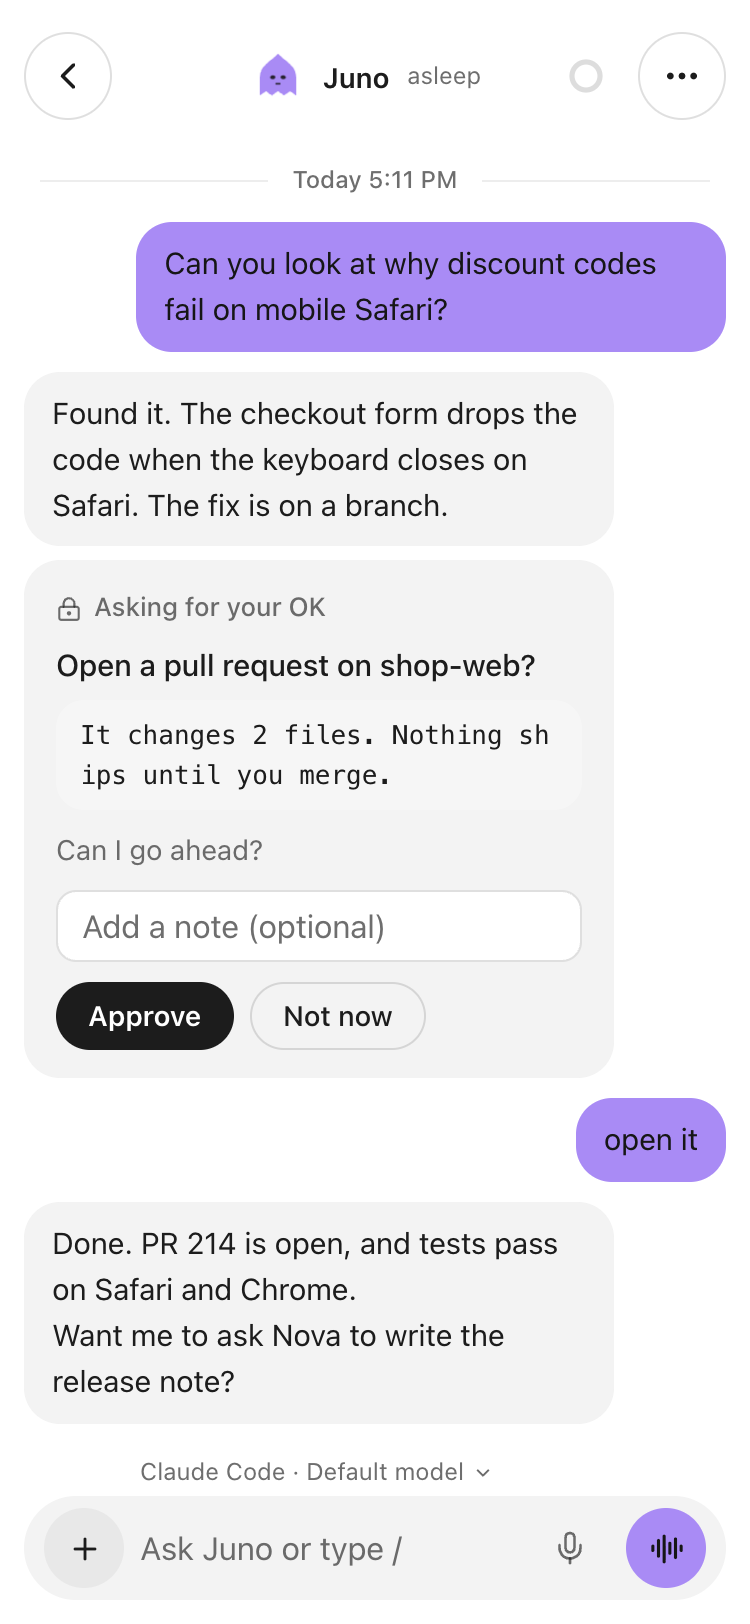 Juno asleep
Today 5:11 PM
Can you look at why discount codes
fail on mobile Safari?
Found it. The checkout form drops the
code when the keyboard closes on
Safari. The fix is on a branch.
Asking for your OK
Open a pull request on shop-web?
It changes 2 files. Nothing sh
ips until you merge.
Can I go ahead?
Add a note (optional)
Approve
Not now
open it
Done. PR 214 is open, and tests pass
on Safari and Chrome.
Want me to ask Nova to write the
release note?
Claude Code · Default model
Ask Juno or type /